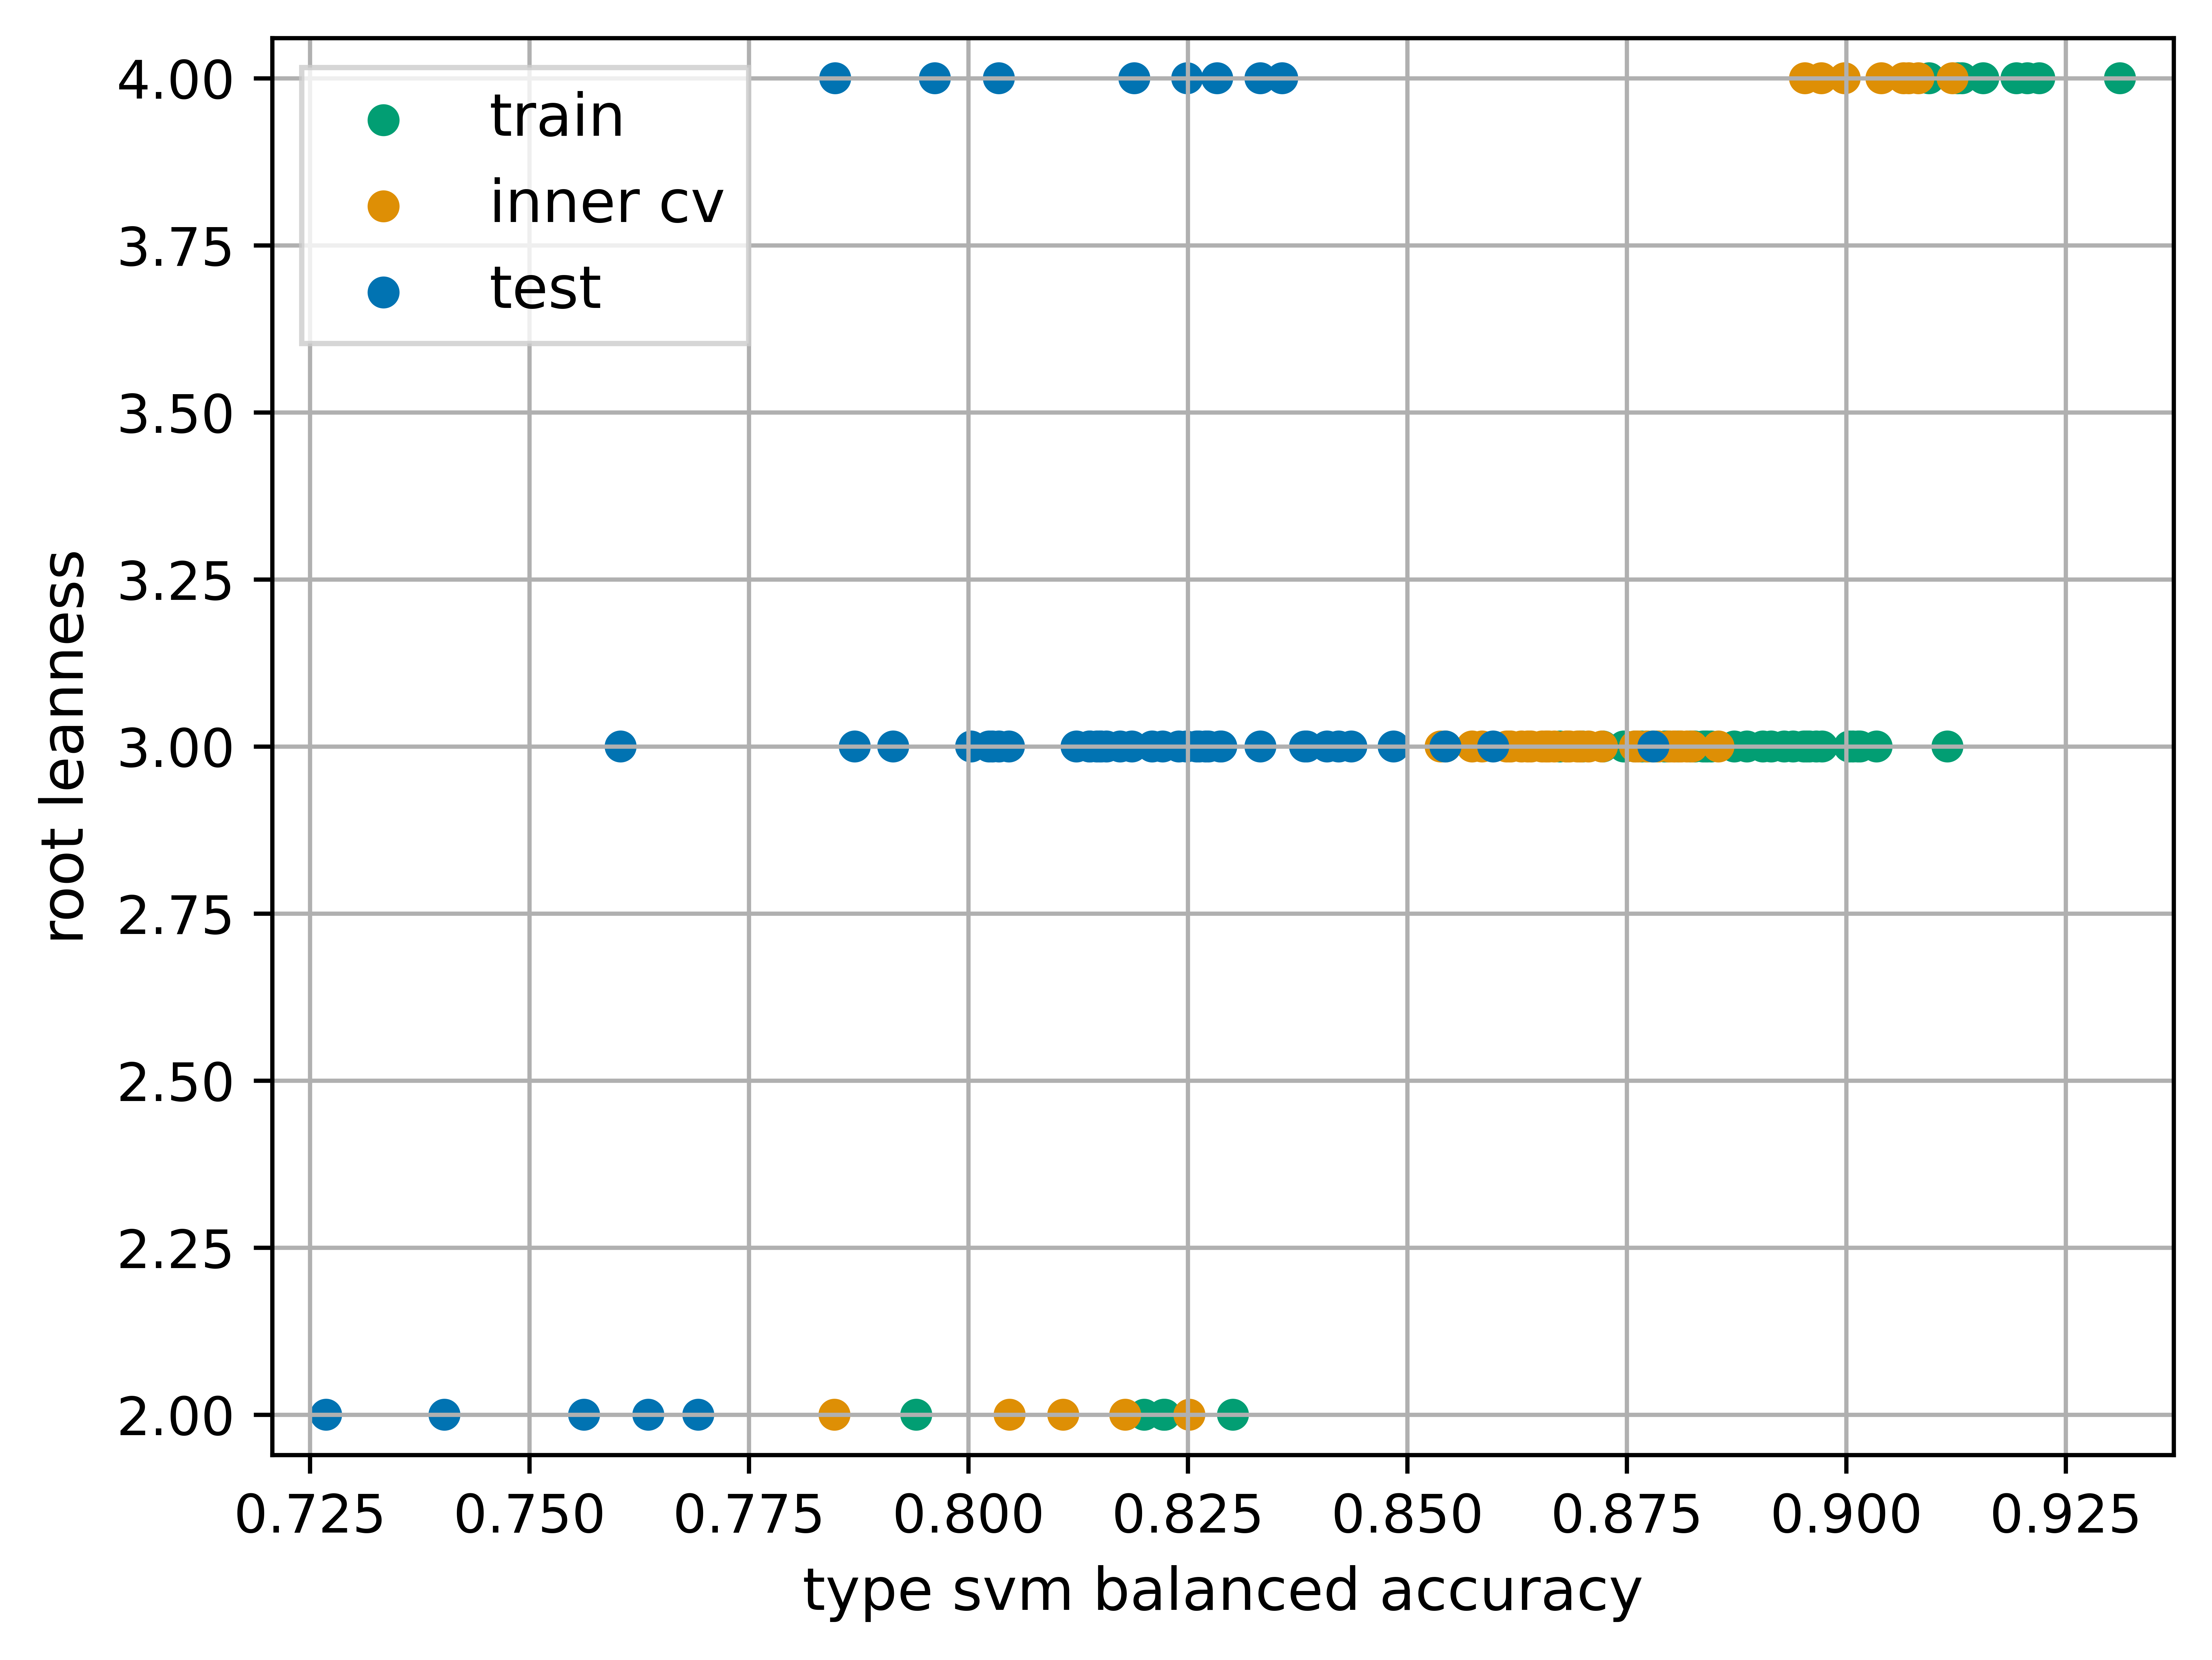 train
inner cv
test
4.00
3.75
3.50
3.25
3.00
2.75
2.50
2.25
2.00
root leanness
0.725 0.750 0.775 0.800 0.825 0.850 0.875 0.900 0.925
type svm balanced accuracy